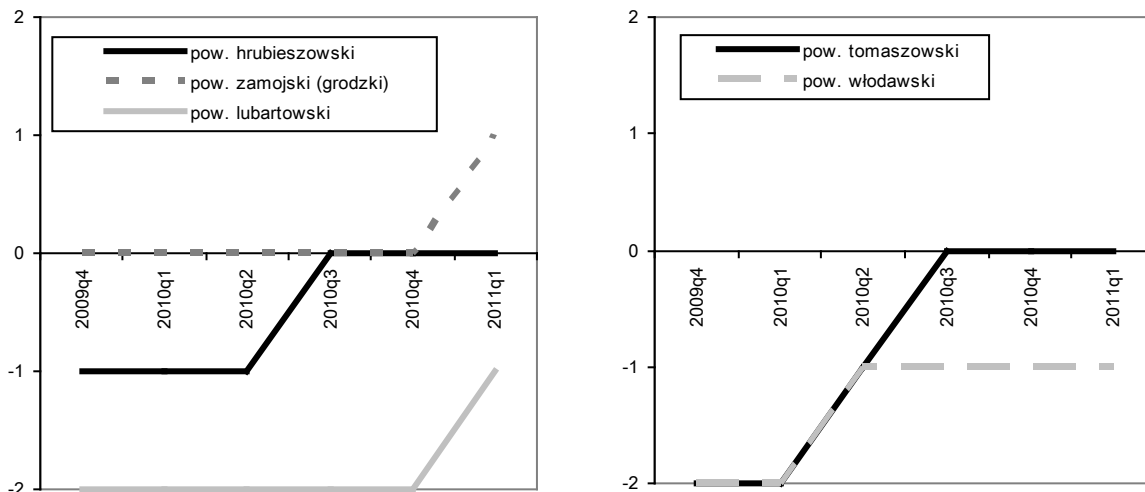 2
pow. hrubieszowski
pow. zamojski (grodzki)
pow. lubartowski
1
0
2009q4
2010q1
2010q2
2010q3
2010q4
2011q1
-1
-2
2
pow. tomaszowski
pow. włodawski
1
0
2009q4
2010q1
2010q2
2010q3
2010q4
2011q1
-1
-2